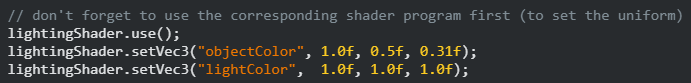 // don't forget to use the corresponding shader program first (to set the uniform)
lightingShader.use();
lightingShader.setVec3("objectColor", 1.0f, 0.5f, 0.31f);
lightingShader.setVec3("lightColor",  1.0f, 1.0f, 1.0f);